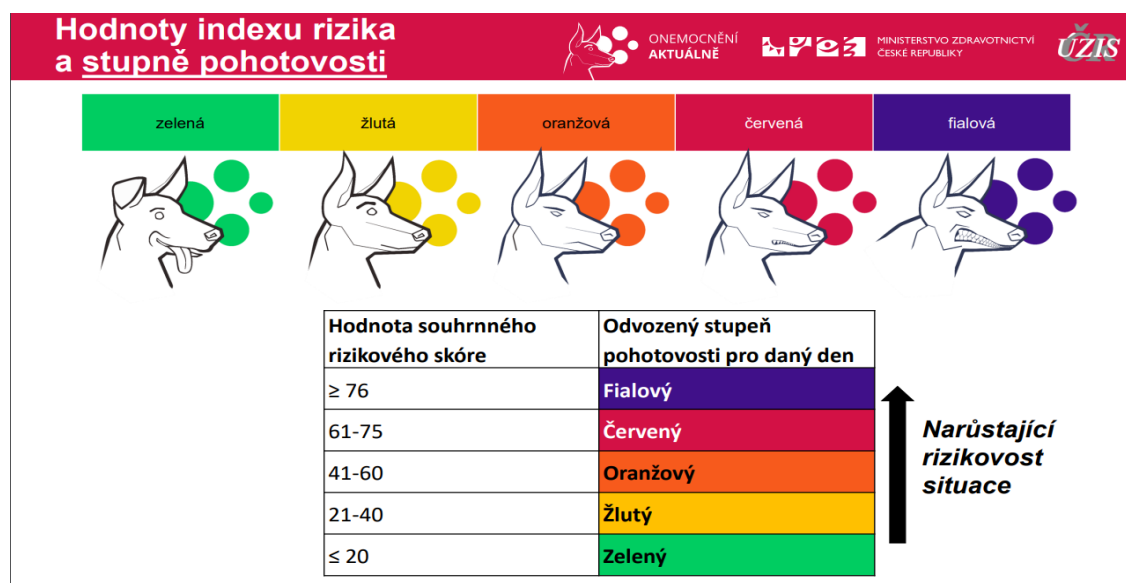 Hodnoty indexu rizika
a stupně pohotovosti
ONEMOCNĚNÍ
AKTUÁLNĚ
MINISTERSTVO ZDRAVOTNICTVÍ
ČESKÉ REPUBLIKY
ÚZIS
ČR
zelená
žlutá
oranžová
červená
fialová
Hodnota souhrnného
rizikového skóre
Odvozený stupeň
pohotovosti pro daný den
≥ 76
Fialový
61-75
Červený
41-60
Oranžový
21-40
Žlutý
≤ 20
Zelený
Narůstající
rizikovost
situace